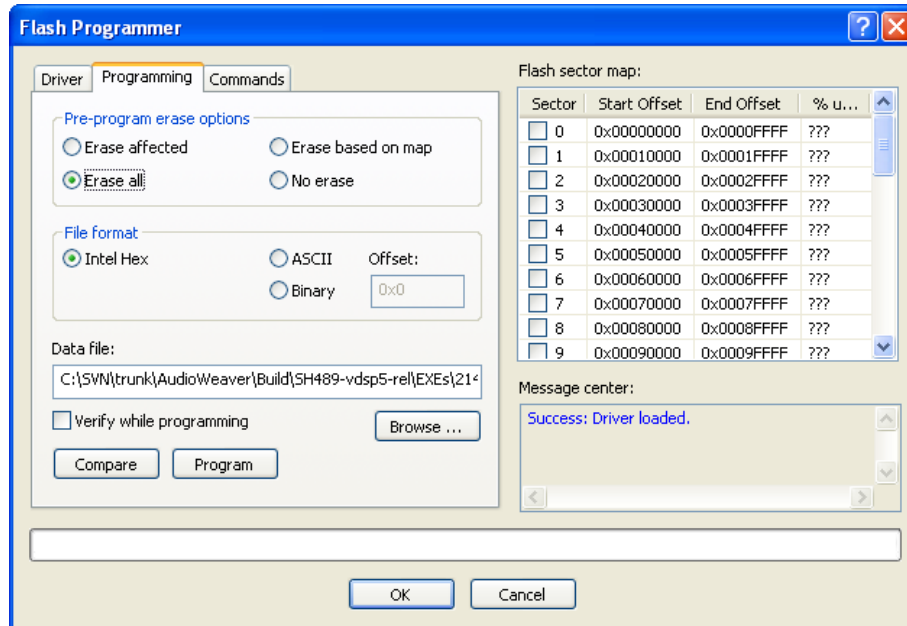 Flash Programmer
Driver Programming Commands
Pre-program erase options
Erase affected Erase based on map
Erase all No erase
File format
Intel Hex ASCII Offset:
Binary 0x0
Data file:
C:\SVN\trunk\AudioWeaver\Build\SH489-vdsp5-rel\EXEs\214
Verify while programming
Browse ...
Compare Program
Flash sector map:
Sector Start Offset End Offset % u...
0 0x00000000 0x0000FFFF ???
1 0x00010000 0x0001FFFF ???
2 0x00020000 0x0002FFFF ???
3 0x00030000 0x0003FFFF ???
4 0x00040000 0x0004FFFF ???
5 0x00050000 0x0005FFFF ???
6 0x00060000 0x0006FFFF ???
7 0x00070000 0x0007FFFF ???
8 0x00080000 0x0008FFFF ???
9 0x00090000 0x0009FFFF ???
Message center:
Success: Driver loaded.
OK Cancel